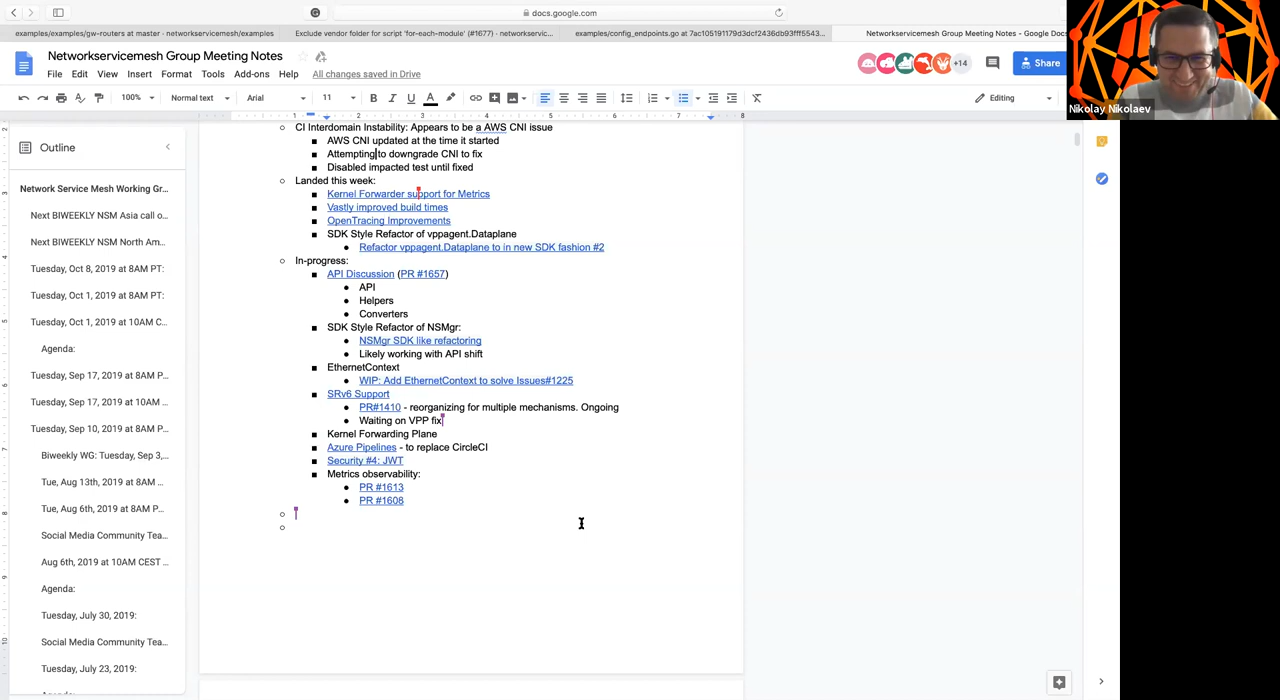 docs.google.com
examples/examples/gw-routers at master · networkservicemesh/examples
Exclude vendor folder for script 'for-each-module' (#1677) · networkservic...
examples/config_endpoints.go at 7ac105191179d3dcf2436db93fff5543...
Networkservicemesh Group Meeting Notes - Google Docs
Networkservicemesh Group Meeting Notes
File Edit View Insert Format Tools Add-ons Help All changes saved in Drive
+14
Share
100% Normal text Arial 11 B I U A Editing
1 2 3 4 5 6 7 8
Outline
Network Service Mesh Working Gr...
Next BIWEEKLY NSM Asia call o...
Next BIWEEKLY NSM North Am...
Tuesday, Oct 8, 2019 at 8AM PT:
Tuesday, Oct 1, 2019 at 8AM PT:
Tuesday, Oct 1, 2019 at 10AM C...
Agenda:
Tuesday, Sep 17, 2019 at 8AM P...
Tuesday, Sep 17, 2019 at 10AM ...
Tuesday, Sep 10, 2019 at 8AM P...
Biweekly WG: Tuesday, Sep 3,...
Tue, Aug 13th, 2019 at 8AM ...
Tue, Aug 6th, 2019 at 8AM P...
Social Media Community Tea...
Aug 6th, 2019 at 10AM CEST ...
Agenda:
Tuesday, July 30, 2019:
Social Media Community Tea...
Tuesday, July 23, 2019:
CI Interdomain Instability: Appears to be a AWS CNI issue
AWS CNI updated at the time it started
Attempting to downgrade CNI to fix
Disabled impacted test until fixed
Landed this week:
Kernel Forwarder support for Metrics
Vastly improved build times
OpenTracing Improvements
SDK Style Refactor of vppagent.Dataplane
Refactor vppagent.Dataplane to in new SDK fashion #2
In-progress:
API Discussion (PR #1657)
API
Helpers
Converters
SDK Style Refactor of NSMgr:
NSMgr SDK like refactoring
Likely working with API shift
EthernetContext
WIP: Add EthernetContext to solve Issues#1225
SRv6 Support
PR#1410 - reorganizing for multiple mechanisms. Ongoing
Waiting on VPP fix
Kernel Forwarding Plane
Azure Pipelines - to replace CircleCI
Security #4: JWT
Metrics observability:
PR #1613
PR #1608
Nikolay Nikolaev